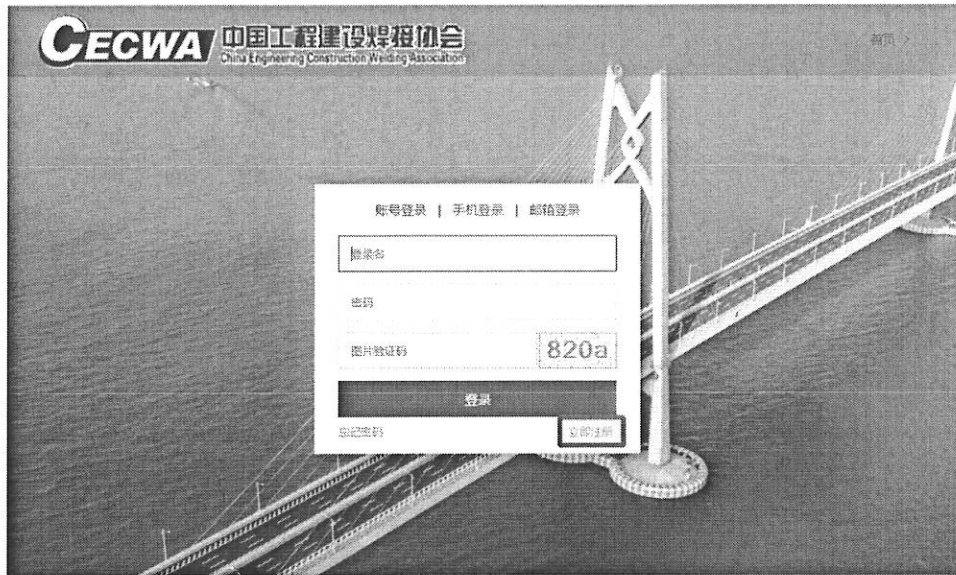 CECWA 中国工程建设焊接协会
China Engineering Construction Welding Association
首页 >
账号登录 | 手机登录 | 邮箱登录
登录名
密码
图片验证码
820a
登录
忘记密码
立即注册